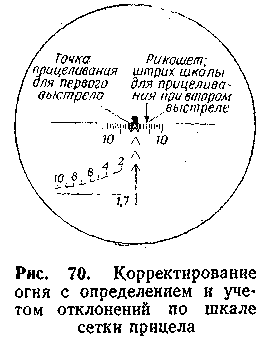 Точка
прицеливания
для первого
выстрела
Рикошет;
штрих шкалы
для прицелива-
ния при втором
выстреле
10 10
10 8 6 4 2
1,7
Рис. 70. Корректирование
огня с определением и уче-
том отклонений по шкале
сетки прицела